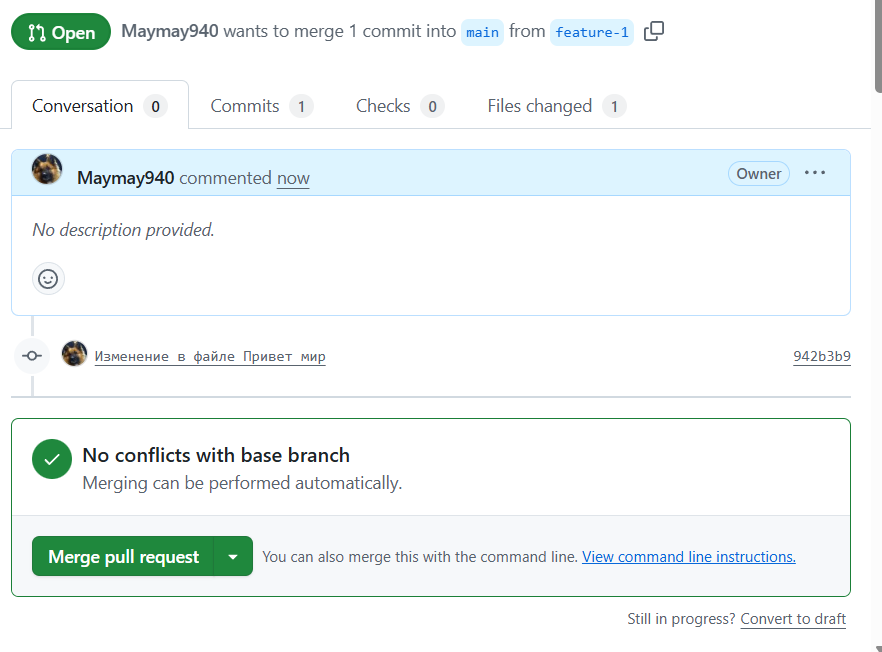 Open Maymay940 wants to merge 1 commit into main from feature-1
Conversation 0 Commits 1 Checks 0 Files changed 1
Maymay940 commented now Owner
No description provided.
Изменение в файле Привет мир 942b3b9
No conflicts with base branch
Merging can be performed automatically.
Merge pull request You can also merge this with the command line. View command line instructions.
Still in progress? Convert to draft